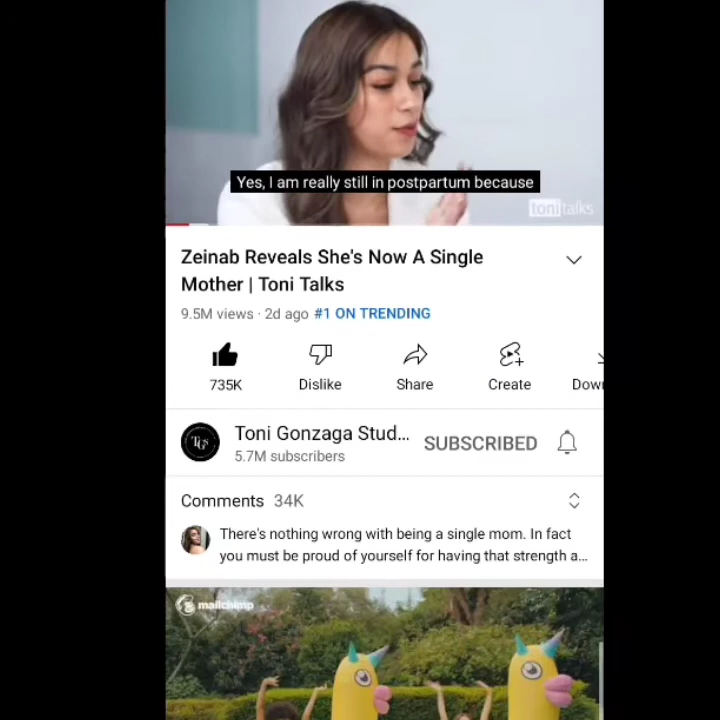 Yes, I am really still in postpartum because
toni talks
Zeinab Reveals She's Now A Single
Mother | Toni Talks
9.5M views · 2d ago #1 ON TRENDING
735K Dislike Share Create Down
TGS
Toni Gonzaga Stud... SUBSCRIBED
5.7M subscribers
Comments 34K
There's nothing wrong with being a single mom. In fact
you must be proud of yourself for having that strength a...
mailchimp